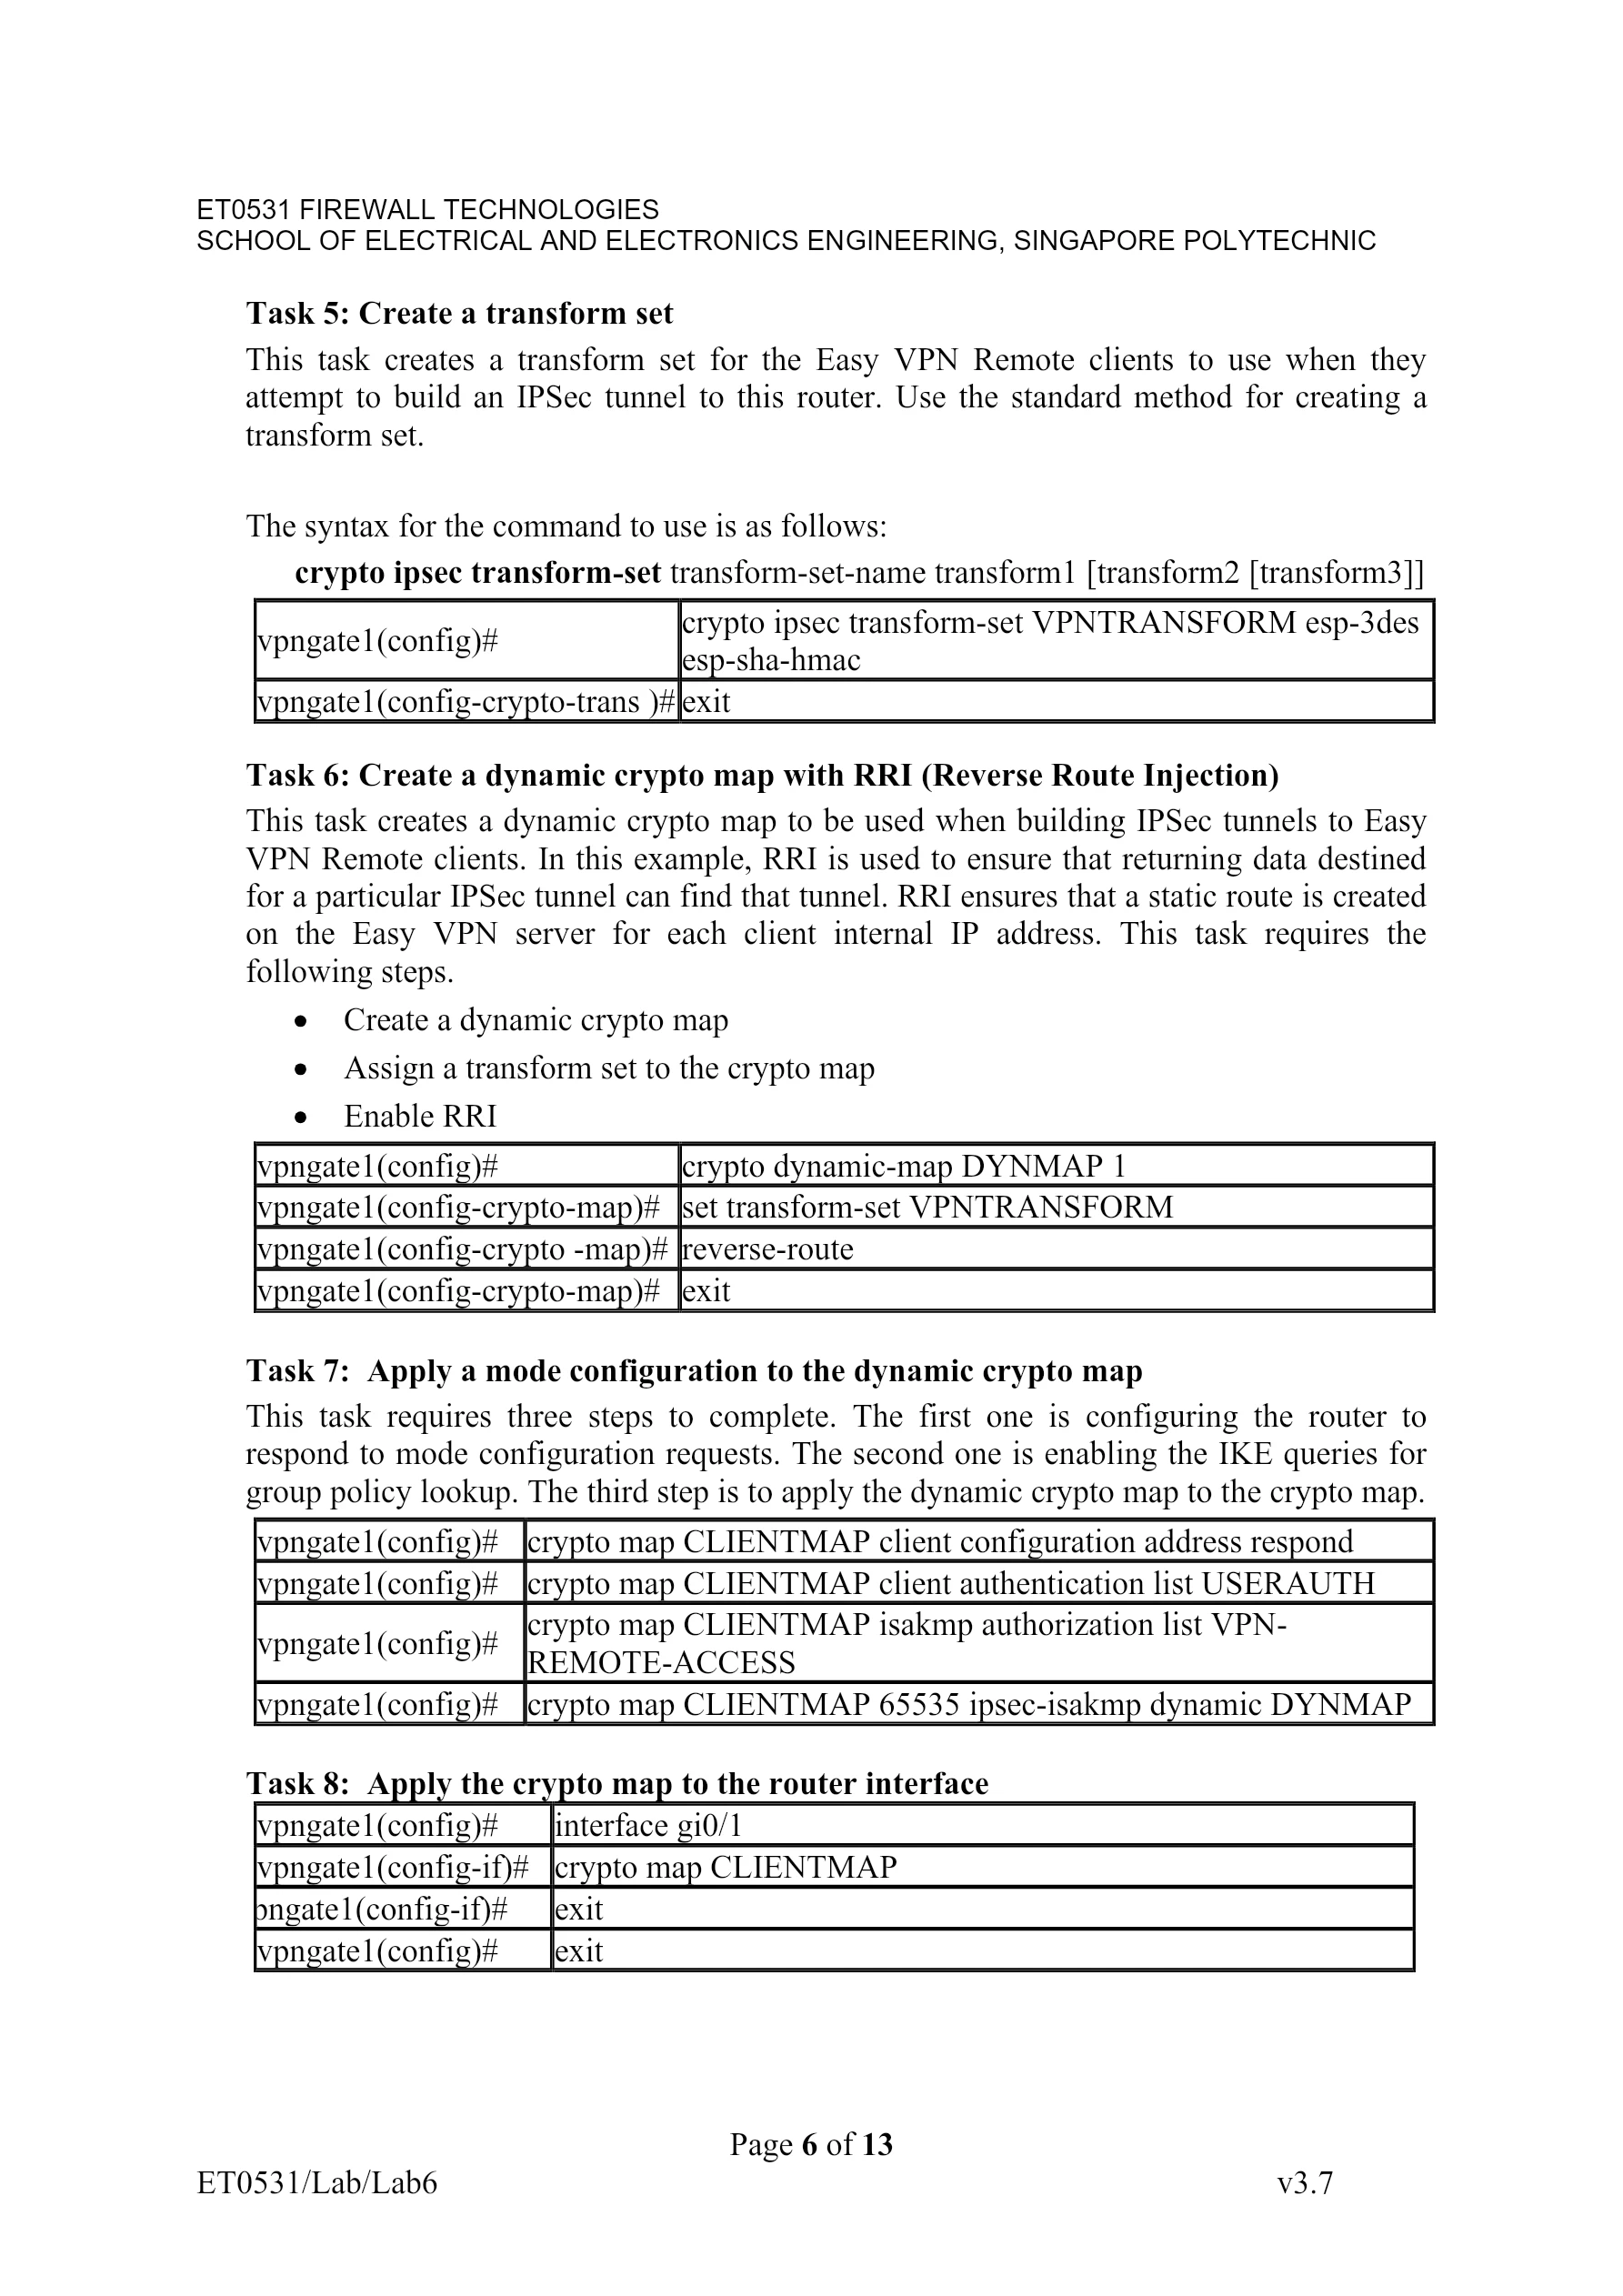 ET0531 FIREWALL TECHNOLOGIES
SCHOOL OF ELECTRICAL AND ELECTRONICS ENGINEERING, SINGAPORE POLYTECHNIC
Task 5: Create a transform set
This task creates a transform set for the Easy VPN Remote clients to use when they
attempt to build an IPSec tunnel to this router. Use the standard method for creating a
transform set.
The syntax for the command to use is as follows:
crypto ipsec transform-set transform-set-name transform1 [transform2 [transform3]]
vpngate1(config)# crypto ipsec transform-set VPNTRANSFORM esp-3des
esp-sha-hmac
vpngate1(config-crypto-trans )# exit
Task 6: Create a dynamic crypto map with RRI (Reverse Route Injection)
This task creates a dynamic crypto map to be used when building IPSec tunnels to Easy
VPN Remote clients. In this example, RRI is used to ensure that returning data destined
for a particular IPSec tunnel can find that tunnel. RRI ensures that a static route is created
on the Easy VPN server for each client internal IP address. This task requires the
following steps.
• Create a dynamic crypto map
• Assign a transform set to the crypto map
• Enable RRI
vpngate1(config)# crypto dynamic-map DYNMAP 1
vpngate1(config-crypto-map)# set transform-set VPNTRANSFORM
vpngate1(config-crypto -map)# reverse-route
vpngate1(config-crypto-map)# exit
Task 7: Apply a mode configuration to the dynamic crypto map
This task requires three steps to complete. The first one is configuring the router to
respond to mode configuration requests. The second one is enabling the IKE queries for
group policy lookup. The third step is to apply the dynamic crypto map to the crypto map.
vpngate1(config)# crypto map CLIENTMAP client configuration address respond
vpngate1(config)# crypto map CLIENTMAP client authentication list USERAUTH
vpngate1(config)# crypto map CLIENTMAP isakmp authorization list VPN-
REMOTE-ACCESS
vpngate1(config)# crypto map CLIENTMAP 65535 ipsec-isakmp dynamic DYNMAP
Task 8: Apply the crypto map to the router interface
vpngate1(config)# interface gi0/1
vpngate1(config-if)# crypto map CLIENTMAP
pngate1(config-if)# exit
vpngate1(config)# exit
Page 6 of 13
ET0531/Lab/Lab6 v3.7